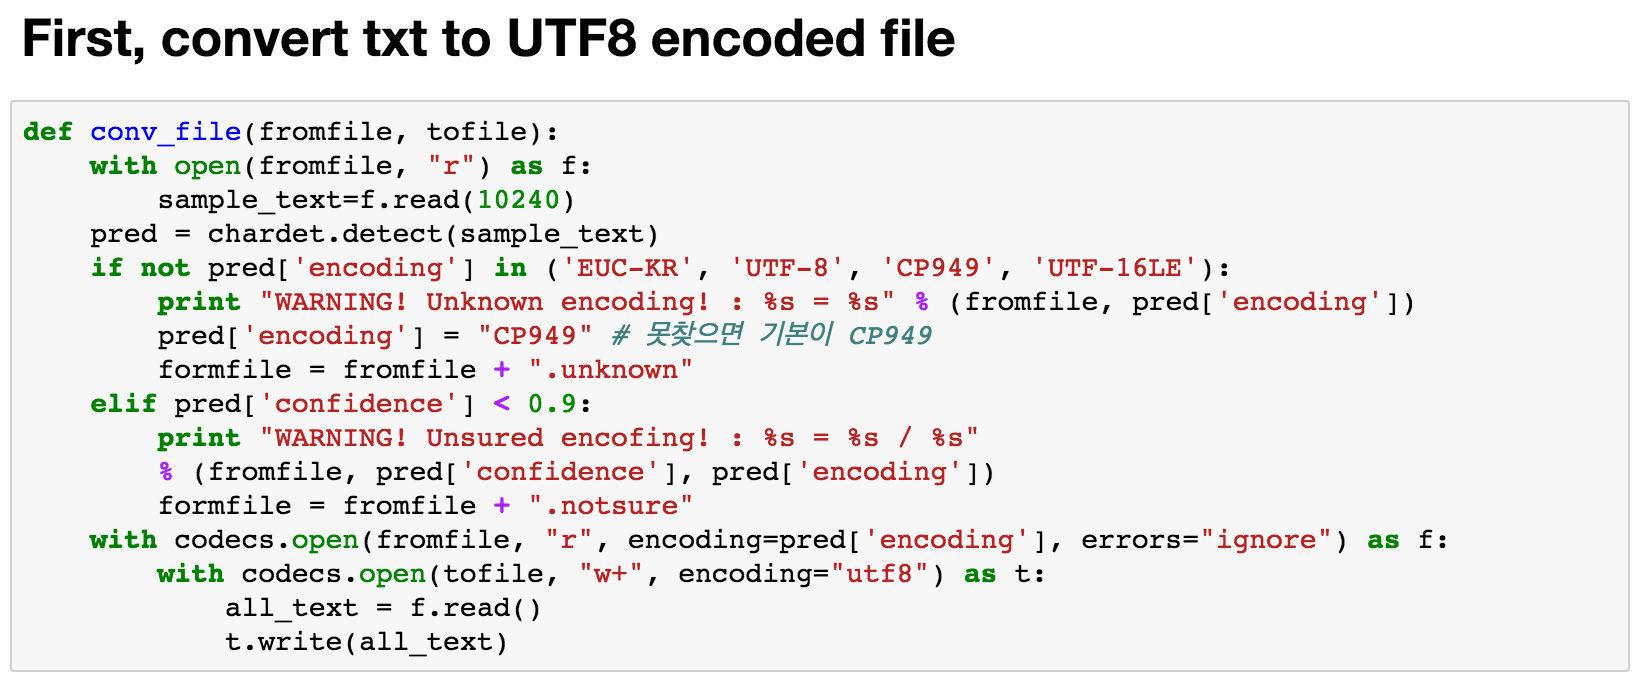 First, convert txt to UTF8 encoded file
def conv_file(fromfile, tofile):
    with open(fromfile, "r") as f:
        sample_text=f.read(10240)
    pred = chardet.detect(sample_text)
    if not pred['encoding'] in ('EUC-KR', 'UTF-8', 'CP949', 'UTF-16LE'):
        print "WARNING! Unknown encoding! : %s = %s" % (fromfile, pred['encoding'])
        pred['encoding'] = "CP949" # 못찾으면 기본이 CP949
        formfile = fromfile + ".unknown"
    elif pred['confidence'] < 0.9:
        print "WARNING! Unsured encofing! : %s = %s / %s"
        % (fromfile, pred['confidence'], pred['encoding'])
        formfile = fromfile + ".notsure"
    with codecs.open(fromfile, "r", encoding=pred['encoding'], errors="ignore") as f:
        with codecs.open(tofile, "w+", encoding="utf8") as t:
            all_text = f.read()
            t.write(all_text)